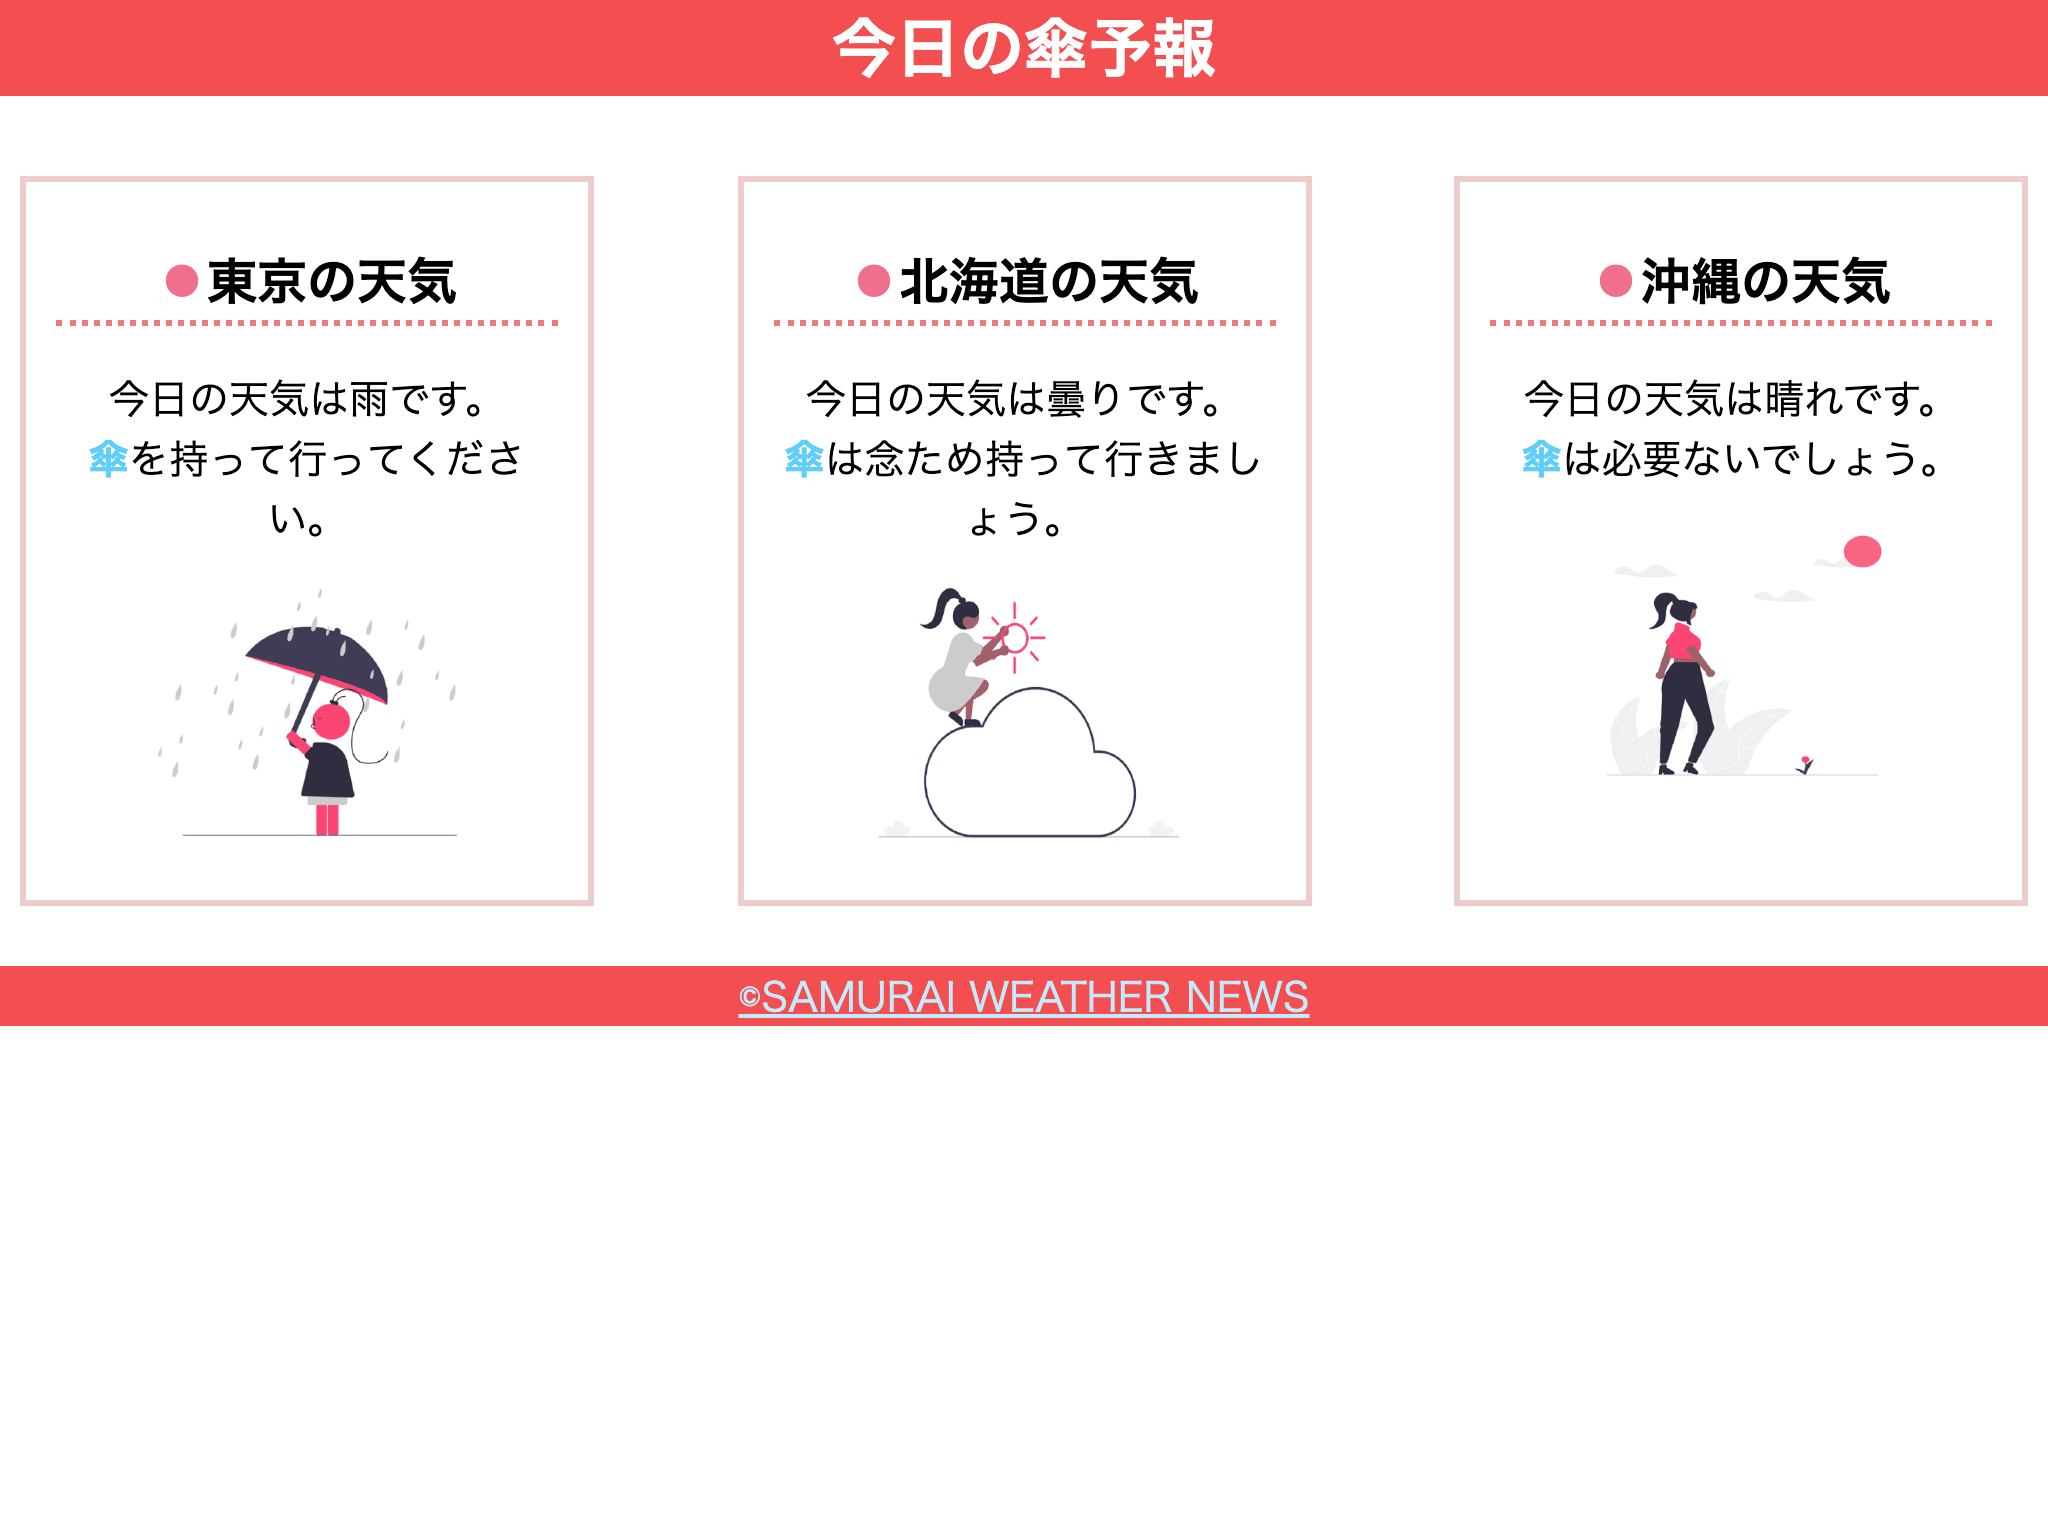 今日の傘予報
●東京の天気
今日の天気は雨です。
傘を持って行ってくださ
い。
●北海道の天気
今日の天気は曇りです。
傘は念ため持って行きまし
ょう。
●沖縄の天気
今日の天気は晴れです。
傘は必要ないでしょう。
©SAMURAI WEATHER NEWS